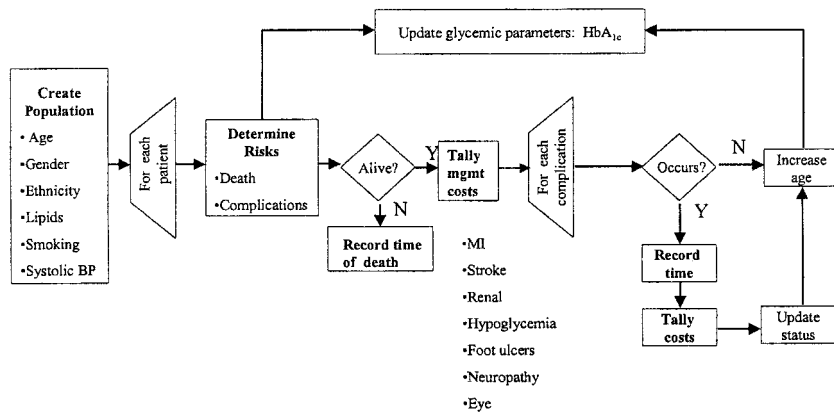 Update glycemic parameters: HbA1c
Create
Population
•Age
•Gender
•Ethnicity
•Lipids
•Smoking
•Systolic BP
For each
patient
Determine
Risks
•Death
•Complications
Alive?
Y
N
Record time
of death
Tally
mgmt
costs
For each
complication
•MI
•Stroke
•Renal
•Hypoglycemia
•Foot ulcers
•Neuropathy
•Eye
Occurs?
N
Y
Record
time
Tally
costs
Update
status
Increase
age